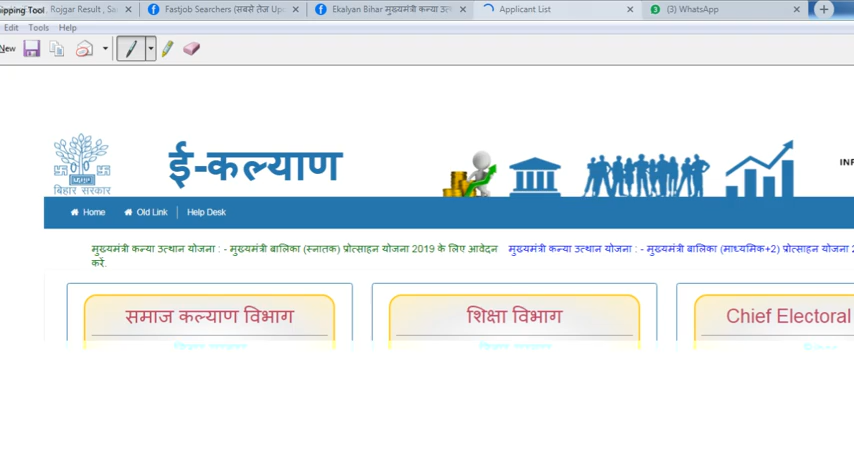 ipping Tool
Rojgar Result , Sa
Fastjob Searchers (सबसे तेज Up
Ekalyan Bihar मुख्यमंत्री कन्या उत
Applicant List
(3) WhatsApp
Edit Tools Help
New
ई-कल्याण
बिहार सरकार
Home Old Link Help Desk
मुख्यमंत्री कन्या उत्थान योजना : - मुख्यमंत्री बालिका (स्नातक) प्रोत्साहन योजना 2019 के लिए आवेदन मुख्यमंत्री कन्या उत्थान योजना : - मुख्यमंत्री बालिका (माध्यमिक+2) प्रोत्साहन योजना 2
करें.
समाज कल्याण विभाग
शिक्षा विभाग
Chief Electoral